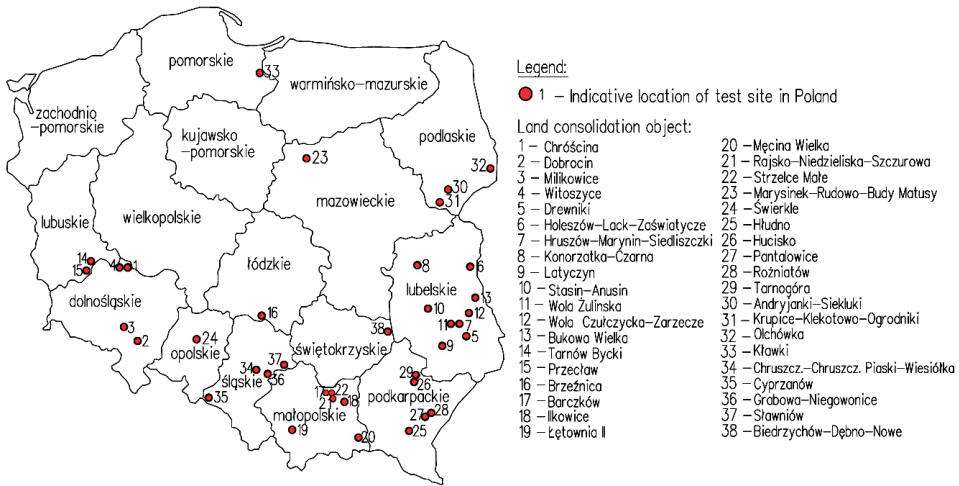 pomorskie
33
warmińsko-mazurskie
zachodnio
-pomorskie
kujawsko
-pomorskie
podlaskie
23
32
30
31
mazowieckie
lubuskie
wielkopolskie
14
15
4
1
łódzkie
8
6
lubelskie
13
10
12
11
7
5
9
dolnośląskie
3
2
16
38
24
opolskie
świętokrzyskie
34
37
36
śląskie
35
29
26
podkarpackie
17
22
21
18
małopolskie
27
28
19
20
25
Legend:
1 – Indicative location of test site in Poland
Land consolidation object:
1 – Chróścina
2 – Dobrocin
3 – Milikowice
4 – Witoszyce
5 – Drewniki
6 – Holeszów-Lack-Zaświatycze
7 – Hruszów-Marynin-Siedliszczki
8 – Konorzatka-Czarna
9 – Latyczyn
10 – Stasin-Anusin
11 – Wola Żulinska
12 – Wola Czułczycka-Zarzecze
13 – Bukowa Wielka
14 – Tarnów Bycki
15 – Przecław
16 – Brzeźnica
17 – Barczków
18 – Ilkowice
19 – Łętownia II
20 – Męcina Wielka
21 – Rajsko-Niedzieliska-Szczurowa
22 – Strzelce Małe
23 – Marysinek-Rudowo-Budy Matusy
24 – Świerkle
25 – Hłudno
26 – Hucisko
27 – Pantalowice
28 – Rożniatów
29 – Tarnogóra
30 – Andryjanki-Siekluki
31 – Krupice-Klekotowo-Ogrodniki
32 – Olchówka
33 – Kławki
34 – Chruszcz.-Chruszcz. Piaski-Wiesiółka
35 – Cyprzanów
36 – Grabowa-Niegowonice
37 – Sławniów
38 – Biedrzychów-Dębno-Nowe